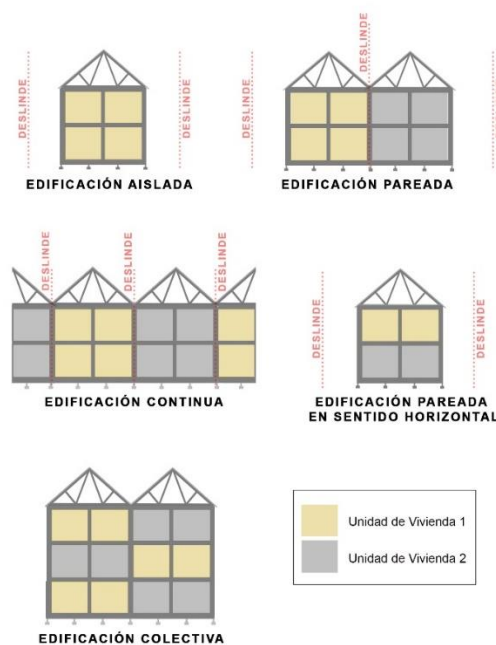 DESLINDE
DESLINDE
EDIFICACIÓN AISLADA
DESLINDE
DESLINDE
EDIFICACIÓN PAREADA
DESLINDE
DESLINDE
DESLINDE
EDIFICACIÓN CONTINUA
DESLINDE
DESLINDE
EDIFICACIÓN PAREADA
EN SENTIDO HORIZONTAL
EDIFICACIÓN COLECTIVA
Unidad de Vivienda 1
Unidad de Vivienda 2